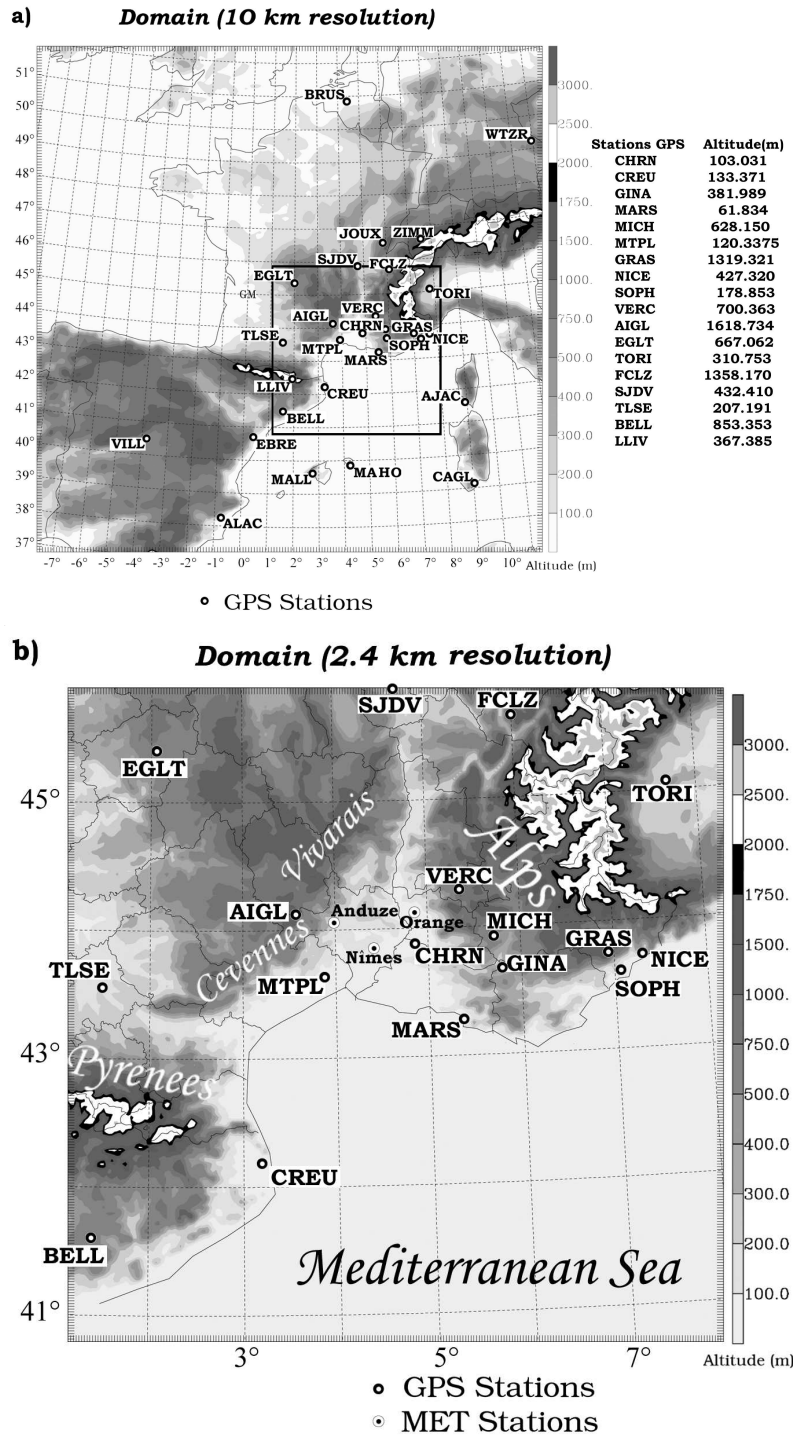 a)
Domain (10 km resolution)
51°
50°
49°
48°
47°
46°
45°
44°
43°
42°
41°
40°
39°
38°
37°
BRUS
WTZR
JOUX
ZIMM
SJDV
FCLZ
EGLT
GM
TORI
VERC
AIGL
CHRN
GRAS
TLSE
MTPL
SOPH
NICE
MARS
LLIV
CREU
AJAC
BELL
VILL
EBRE
MALL
MAHO
CAGL
ALAC
-7° -6° -5° -4° -3° -2° -1° 0° 1° 2° 3° 4° 5° 6° 7° 8° 9° 10° Altitude (m)
3000.
2500.
2000.
1750.
1500.
1000.
750.0
500.0
400.0
300.0
200.0
100.0
Stations GPS Altitude(m)
CHRN 103.031
CREU 133.371
GINA 381.989
MARS 61.834
MICH 628.150
MTPL 120.3375
GRAS 1319.321
NICE 427.320
SOPH 178.853
VERC 700.363
AIGL 1618.734
EGLT 667.062
TORI 310.753
FCLZ 1358.170
SJDV 432.410
TLSE 207.191
BELL 853.353
LLIV 367.385
GPS Stations
b)
Domain (2.4 km resolution)
SJDV
FCLZ
EGLT
TORI
45°
Vivarais
Alps
VERC
AIGL
Anduze
Orange
MICH
Cevennes
Nimes
CHRN
GRAS
NICE
TLSE
MTPL
GINA
SOPH
MARS
43°
Pyrenees
CREU
BELL
Mediterranean Sea
41°
3° 5° 7° Altitude (m)
3000.
2500.
2000.
1750.
1500.
1000.
750.0
500.0
400.0
300.0
200.0
100.0
GPS Stations
MET Stations